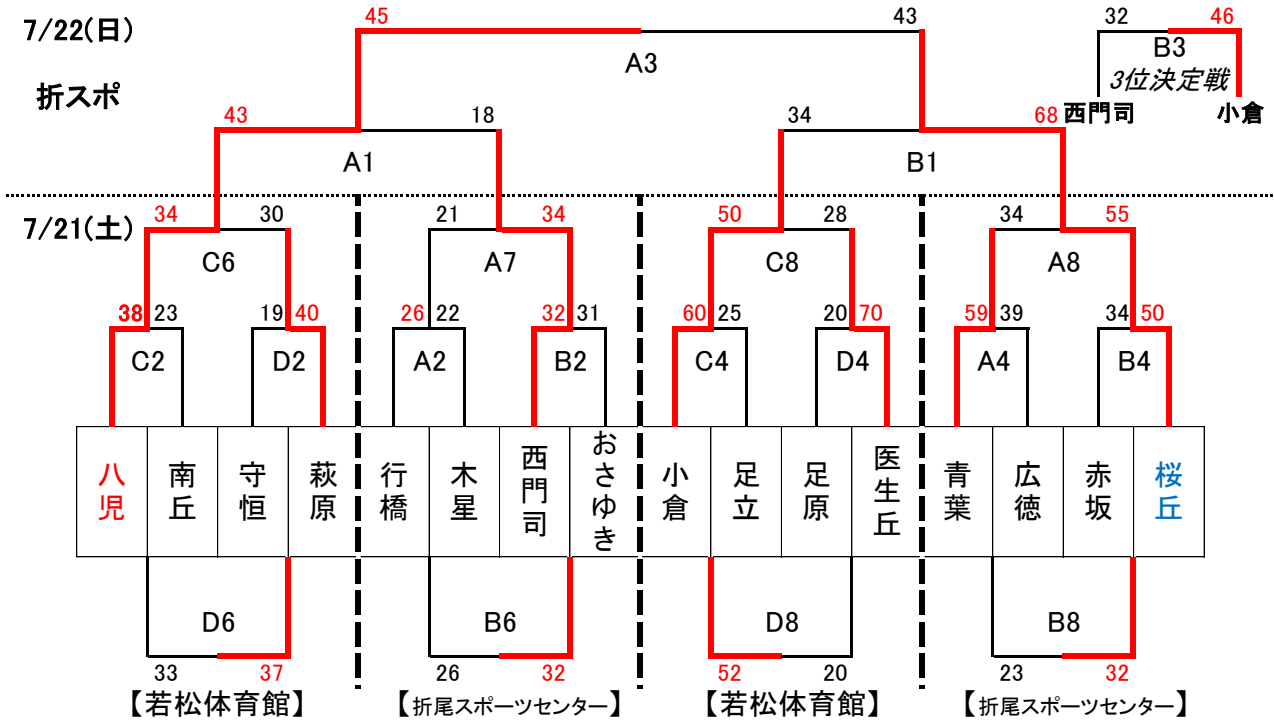 7/22(日)
45
43
32
46
A3
B3
3位決定戦
折スポ
43
18
34
68
西門司
小倉
A1
B1
7/21(土)
34
30
21
34
50
28
34
55
C6
A7
C8
A8
38
23
19
40
26
22
32
31
60
25
20
70
59
39
34
50
C2
D2
A2
B2
C4
D4
A4
B4
八児
南丘
守恒
萩原
行橋
木星
西門司
おさゆき
小倉
足立
足原
医生丘
青葉
広徳
赤坂
桜丘
D6
B6
D8
B8
33
37
26
32
52
20
23
32
【若松体育館】
【折尾スポーツセンター】
【若松体育館】
【折尾スポーツセンター】